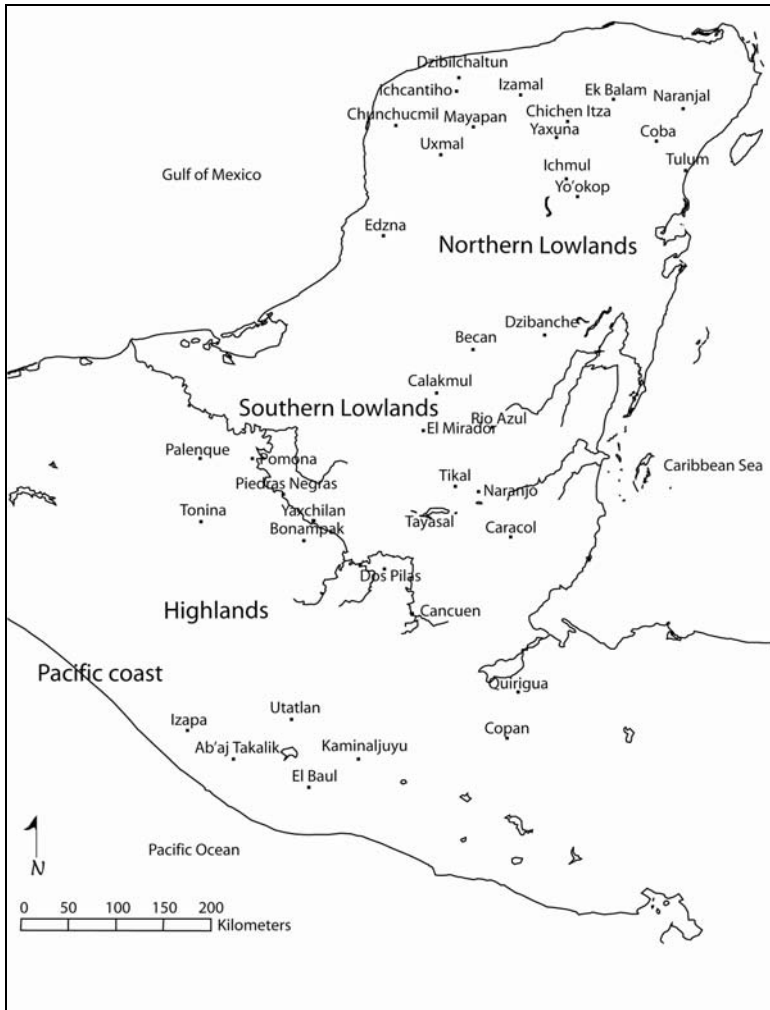 Dzibilchaltun
Ichcantiho
Izamal
Ek Balam
Naranjal
Chunchucmil
Mayapan
Chichen Itza
Yaxuna
Coba
Uxmal
Tulum
Ichmul
Gulf of Mexico
Yo'okop
Edzna
Northern Lowlands
Dzibanche
Becan
Calakmul
Southern Lowlands
Rio Azul
El Mirador
Palenque
Pomona
Caribbean Sea
Tikal
Piedras Negras
Naranjo
Tonina
Yaxchilan
Tayasal
Bonampak
Caracol
Dos Pilas
Highlands
Cancuen
Pacific coast
Quirigua
Utatlan
Izapa
Copan
Ab'aj Takalik
Kaminaljuyu
El Baul
Pacific Ocean
N
0 50 100 150 200
Kilometers